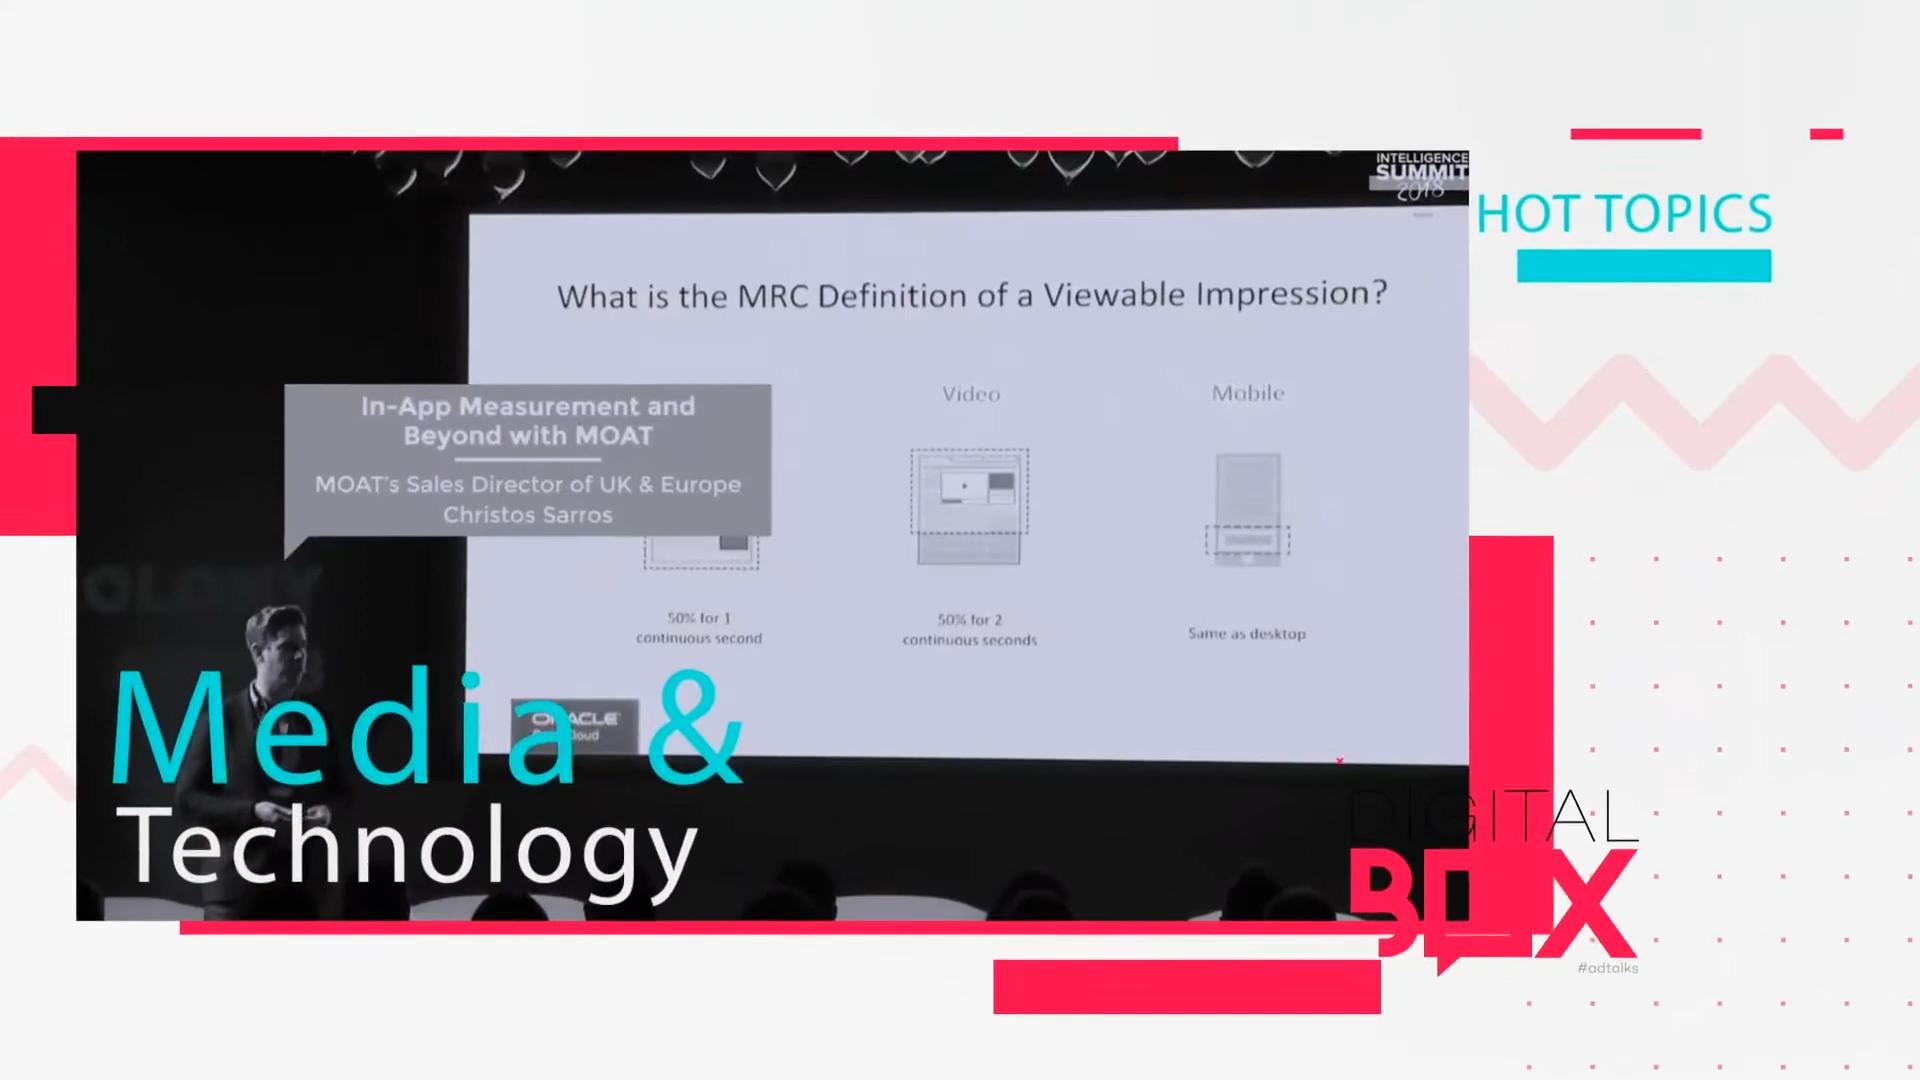 INTELLIGENCE
SUMMIT
2018
HOT TOPICS
What is the MRC Definition of a Viewable Impression?
In-App Measurement and
Beyond with MOAT
MOAT's Sales Director of UK & Europe
Christos Sarros
Video
Mobile
50% for 1
continuous second
50% for 2
continuous seconds
Same as desktop
ORACLE
Media &
Technology
DIGITAL
BOX
#adtalks